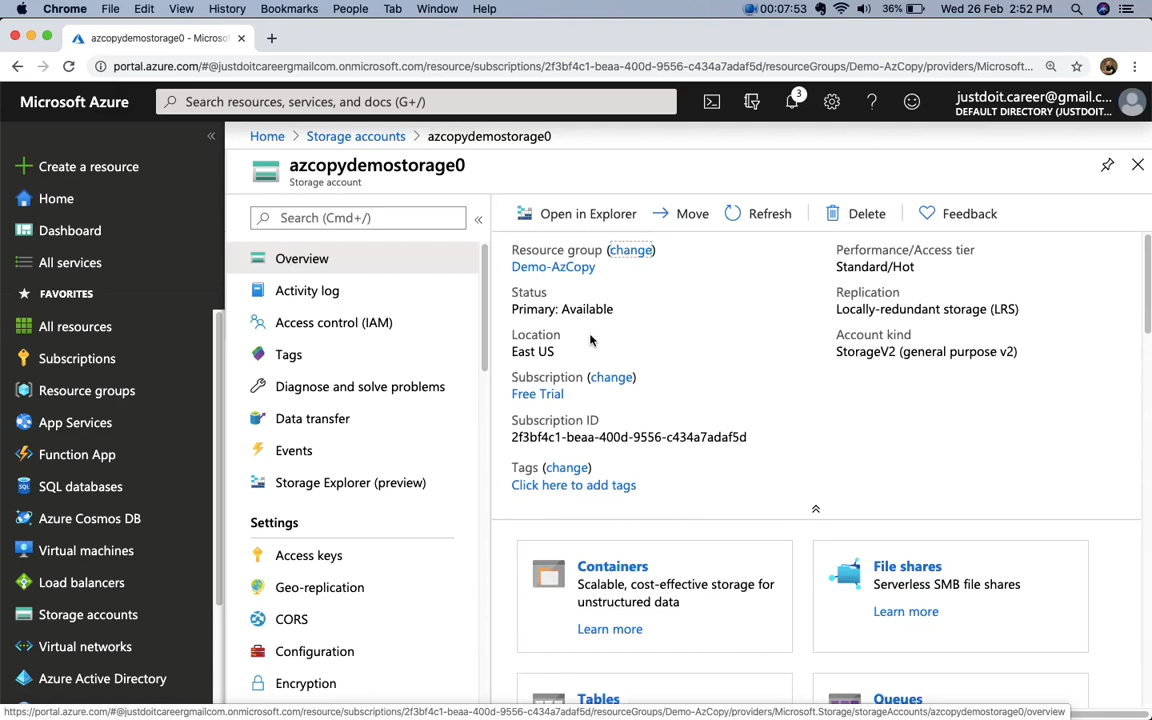 Chrome File Edit View History Bookmarks People Tab Window Help 00:07:53 36% Wed 26 Feb 2:52 PM
azcopydemostorage0 - Microso
portal.azure.com/#@justdoitcareergmailcom.onmicrosoft.com/resource/subscriptions/2f3bf4c1-beaa-400d-9556-c434a7adaf5d/resourceGroups/Demo-AzCopy/providers/Microsoft...
Microsoft Azure
Search resources, services, and docs (G+/)
3
justdoit.career@gmail.c...
DEFAULT DIRECTORY (JUSTDOIT...
Create a resource
Home
Dashboard
All services
FAVORITES
All resources
Subscriptions
Resource groups
App Services
Function App
SQL databases
Azure Cosmos DB
Virtual machines
Load balancers
Storage accounts
Virtual networks
Azure Active Directory
Home > Storage accounts > azcopydemostorage0
azcopydemostorage0
Storage account
Search (Cmd+/)
Overview
Activity log
Access control (IAM)
Tags
Diagnose and solve problems
Data transfer
Events
Storage Explorer (preview)
Settings
Access keys
Geo-replication
CORS
Configuration
Encryption
Open in Explorer Move Refresh Delete Feedback
Resource group (change)
Demo-AzCopy
Status
Primary: Available
Location
East US
Subscription (change)
Free Trial
Subscription ID
2f3bf4c1-beaa-400d-9556-c434a7adaf5d
Tags (change)
Click here to add tags
Performance/Access tier
Standard/Hot
Replication
Locally-redundant storage (LRS)
Account kind
StorageV2 (general purpose v2)
Containers
Scalable, cost-effective storage for
unstructured data
Learn more
File shares
Serverless SMB file shares
Learn more
Tables
Queues
https://portal.azure.com/#@justdoitcareergmailcom.onmicrosoft.com/resource/subscriptions/2f3bf4c1-beaa-400d-9556-c434a7adaf5d/resourceGroups/Demo-AzCopy/providers/Microsoft.Storage/storageAccounts/azcopydemostorage0/overview